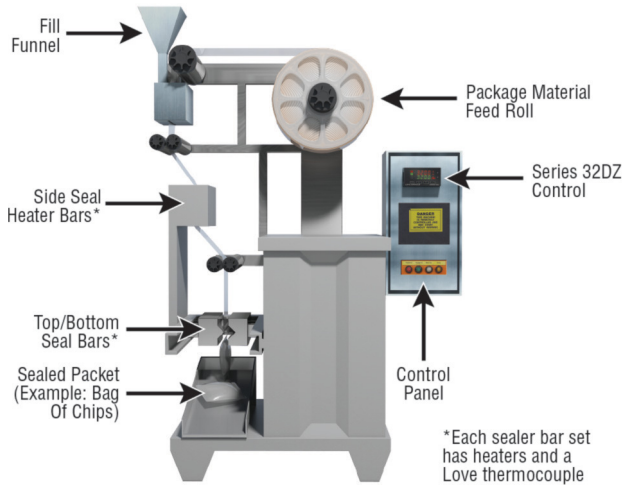 Fill
Funnel
Package Material
Feed Roll
Series 32DZ
Control
Side Seal
Heater Bars*
DANGER
Top/Bottom
Seal Bars*
Sealed Packet
(Example: Bag
Of Chips)
Control
Panel
*Each sealer bar set
has heaters and a
Love thermocouple